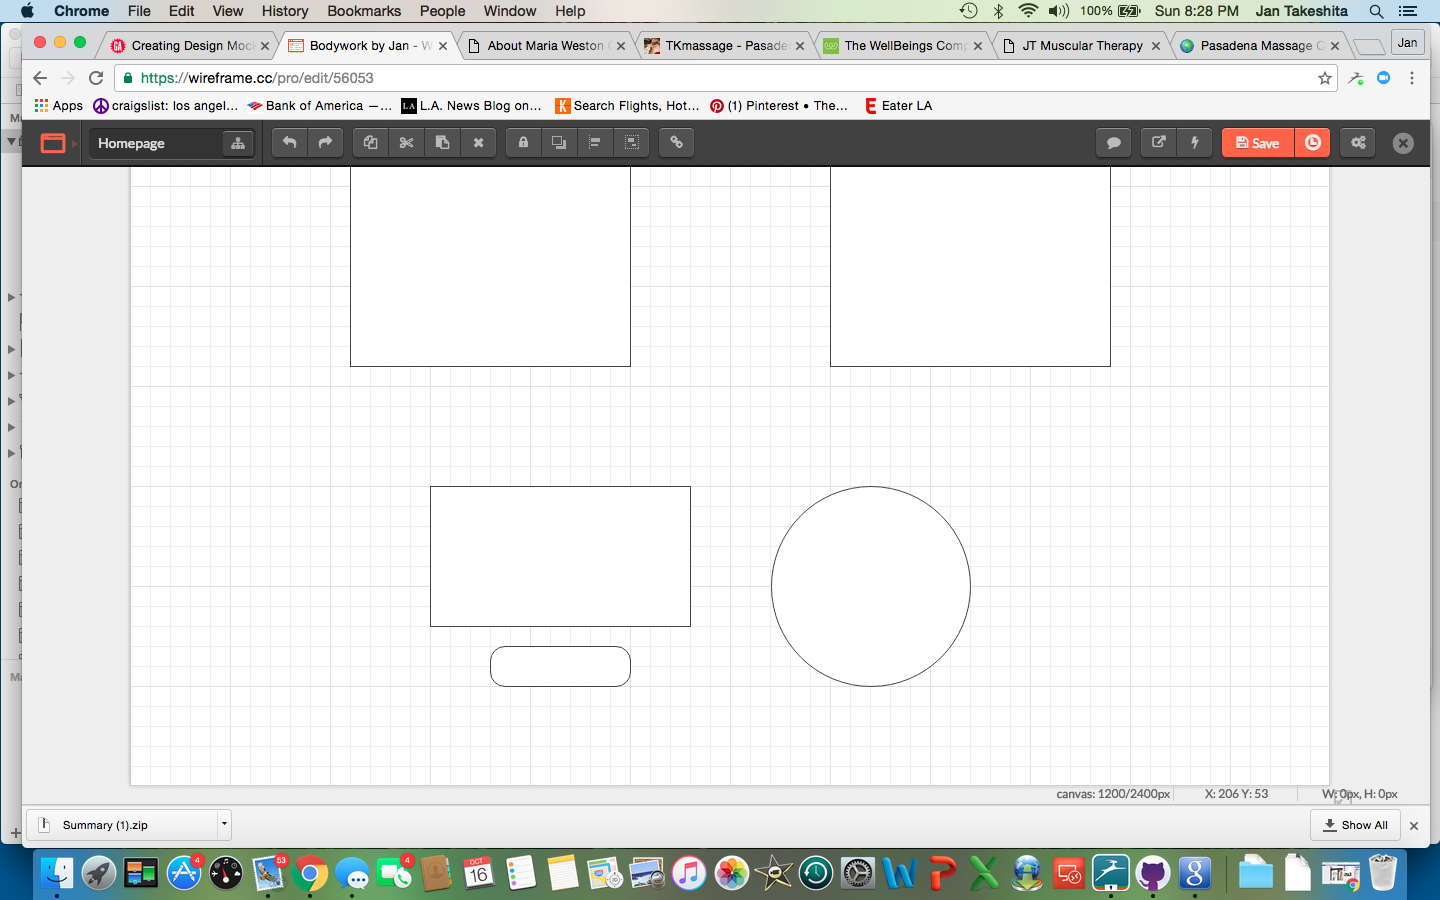 Chrome File Edit View History Bookmarks People Window Help 100% Sun 8:28 PM Jan Takeshita
Creating Design Moc
Bodywork by Jan - W
About Maria Weston
TKmassage - Pasade
The WellBeings Com
JT Muscular Therapy
Pasadena Massage C
Jan
https://wireframe.cc/pro/edit/56053
Apps craigslist: los angel... Bank of America —... L.A. News Blog on... Search Flights, Hot... (1) Pinterest • The... Eater LA
Homepage Save
canvas: 1200/2400px X: 206 Y: 53 W: 0px, H: 0px
Summary (1).zip Show All
4
53
4
OCT
16